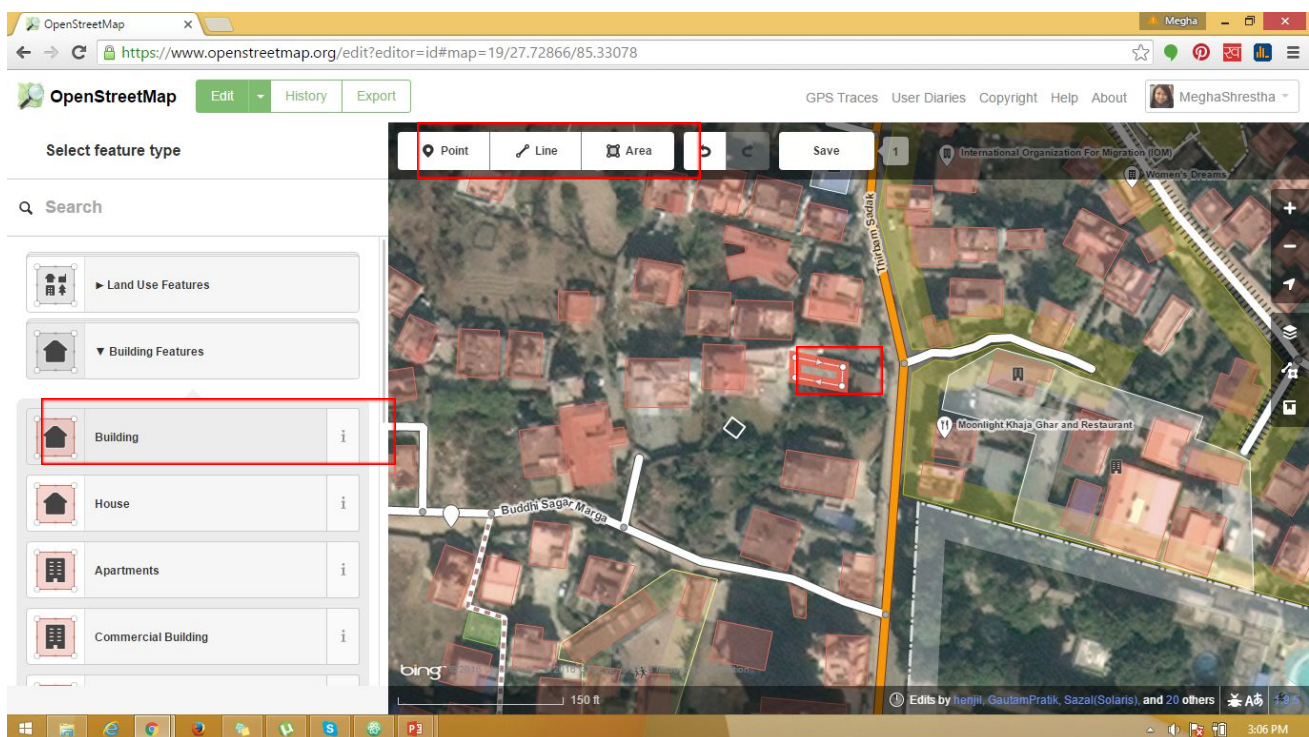 OpenStreetMap
Megha
https://www.openstreetmap.org/edit?editor=id#map=19/27.72866/85.33078
OpenStreetMap Edit History Export GPS Traces User Diaries Copyright Help About MeghaShrestha
Select feature type
Point Line Area Save 1
Search
Land Use Features
Building Features
Building
House
Apartments
Commercial Building
International Organization For Migration (IOM)
Women's Dreams
Thirbam Sadak
Moonlight Khaja Ghar and Restaurant
Buddhi Sagar Marga
bing
150 ft
Edits by henjil, GautamPratik, Sazal(Solaris), and 20 others
3:06 PM